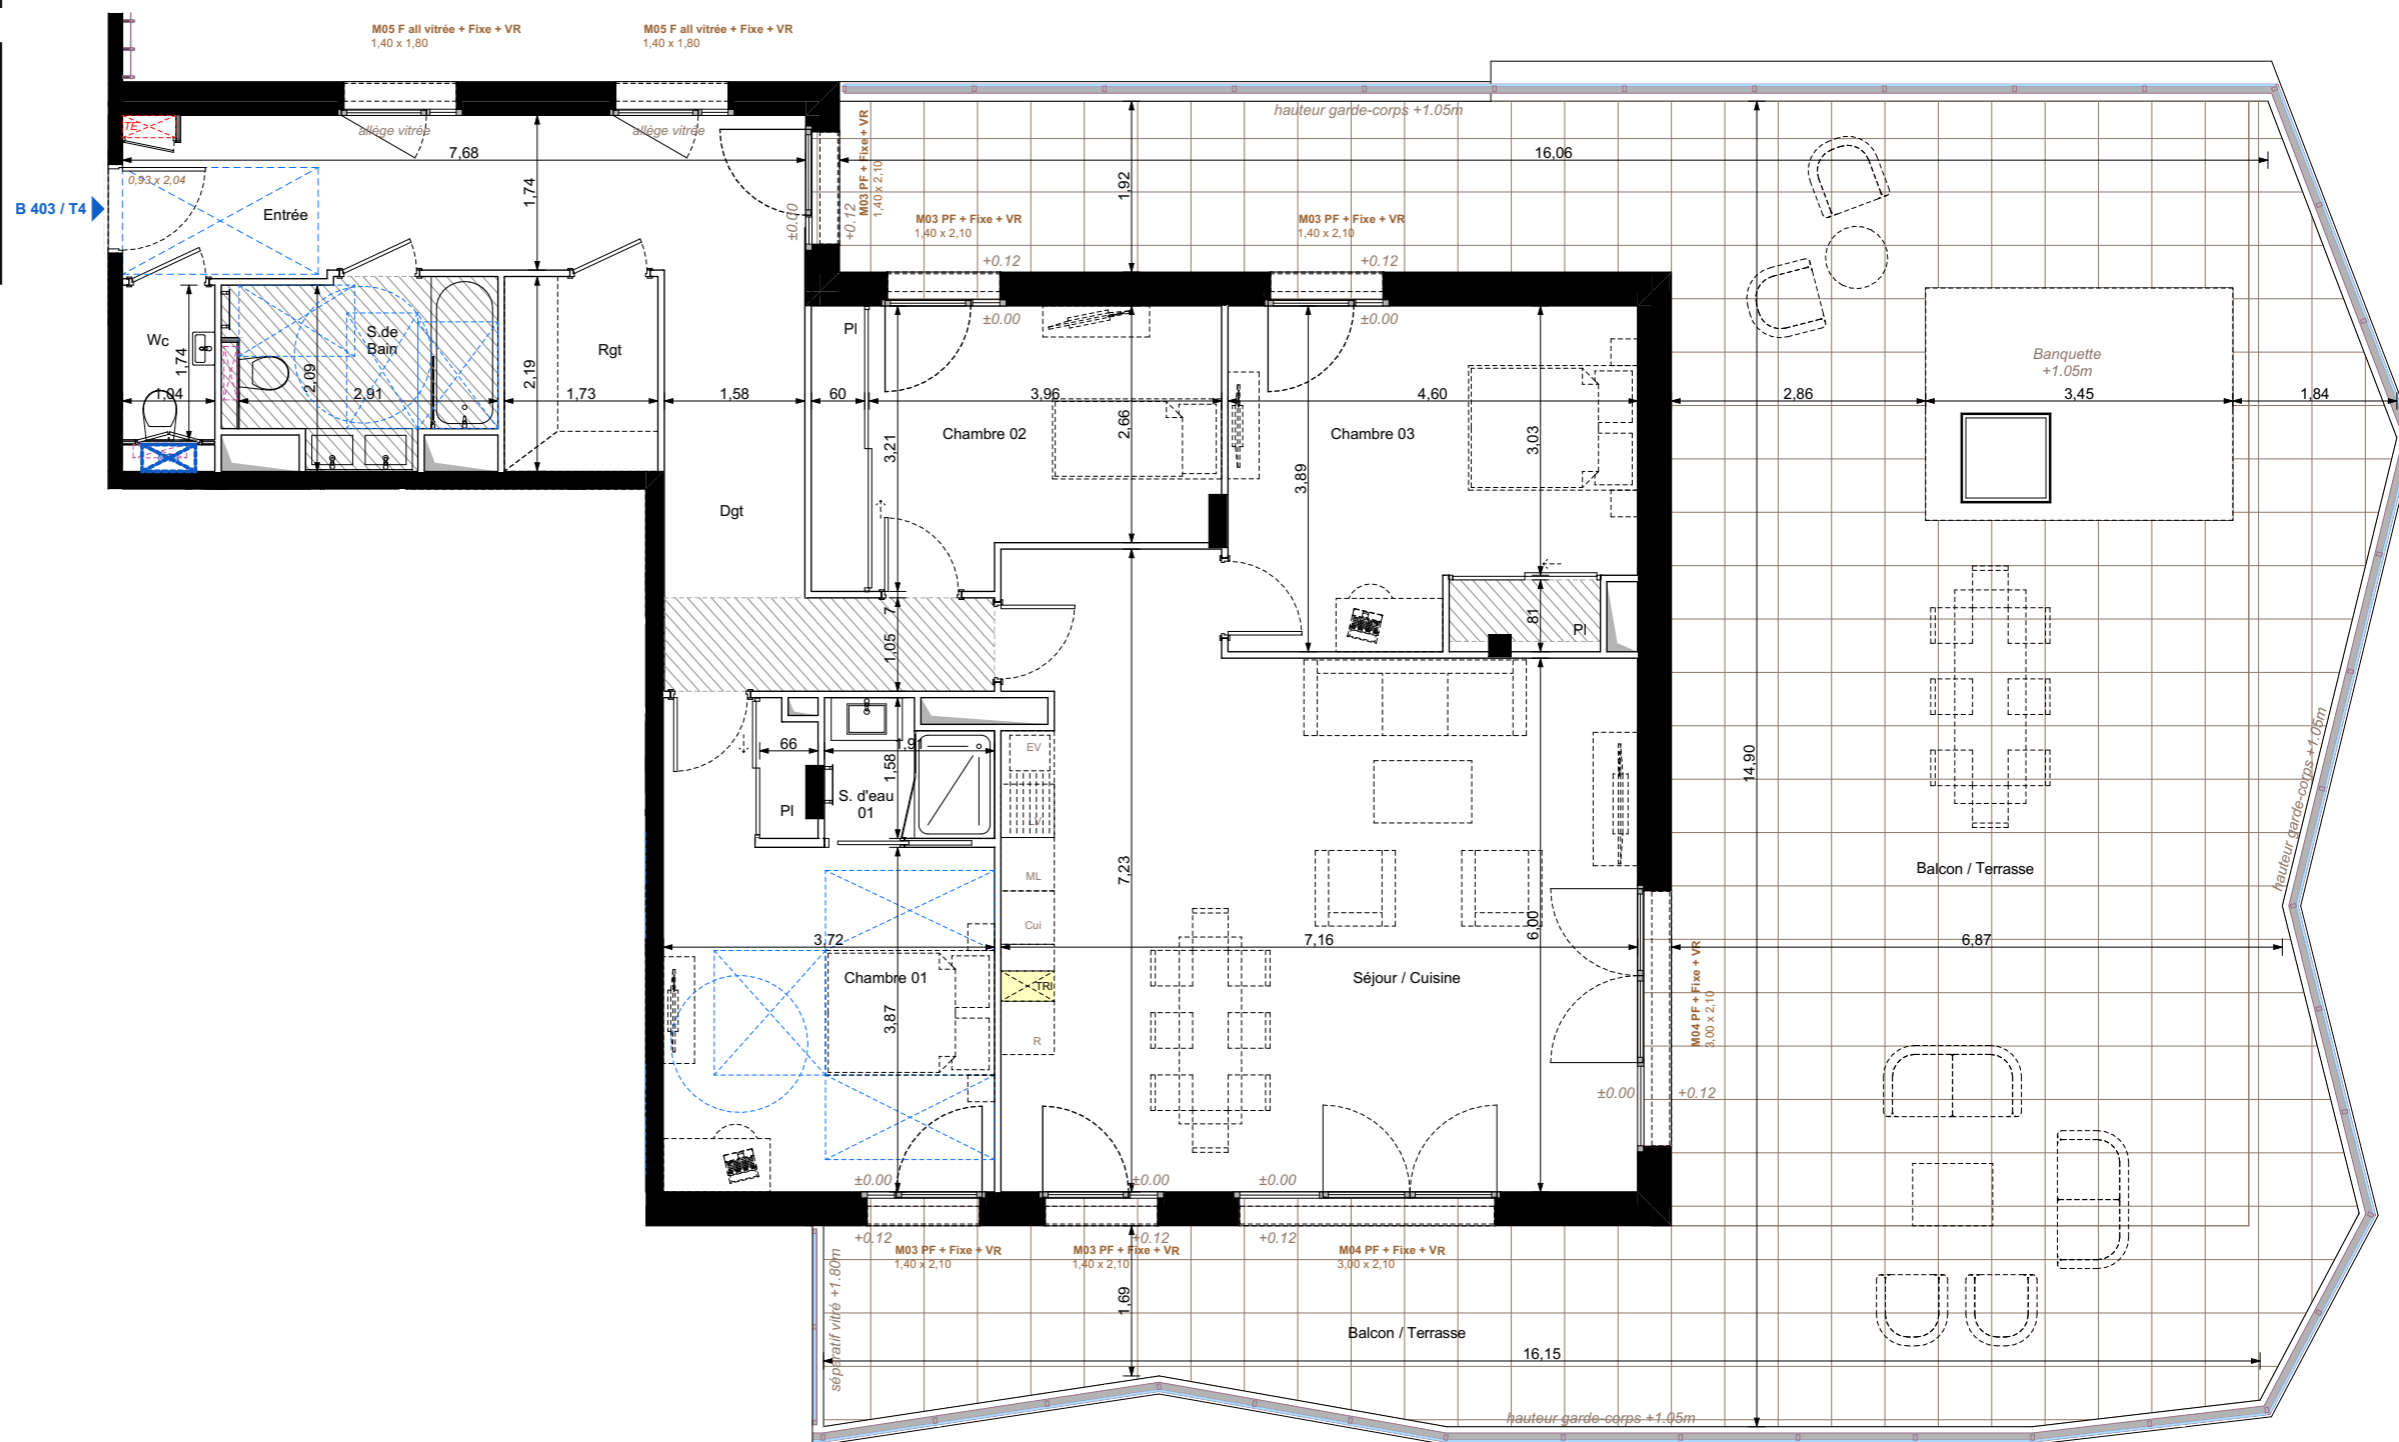 M05 F all vitrée + Fixe + VR
1,40 x 1,80
M05 F all vitrée + Fixe + VR
1,40 x 1,80
hauteur garde-corps +1.05m
TE
allège vitrée
allège vitrée
7,68
16,06
0,93 x 2,04
B 403 / T4
Entrée
1,74
±0.00
+0.12
M03 PF + Fixe + VR
1,40 x 2,10
1,92
M03 PF + Fixe + VR
1,40 x 2,10
M03 PF + Fixe + VR
1,40 x 2,10
+0.12
+0.12
±0.00
±0.00
Pl
Wc
1,74
S.de
Bain
2,09
Rgt
2,19
1,04
2,91
1,73
1,58
60
3,96
4,60
2,86
3,45
1,84
Banquette
+1.05m
2,66
3,21
Chambre 02
Chambre 03
3,03
3,89
Dgt
7
1,05
81
Pl
66
1,91
1,58
Pl
S. d'eau
01
EV
LV
ML
Cui
TRI
R
14,90
hauteur garde-corps +1.05m
Balcon / Terrasse
7,23
6,00
3,72
7,16
6,87
Chambre 01
3,87
Séjour / Cuisine
M04 PF + Fixe + VR
3,00 x 2,10
±0.00
+0.12
±0.00
±0.00
±0.00
+0.12
+0.12
+0.12
M03 PF + Fixe + VR
1,40 x 2,10
M03 PF + Fixe + VR
1,40 x 2,10
M04 PF + Fixe + VR
3,00 x 2,10
séparatif vitré +1.80m
1,69
Balcon / Terrasse
16,15
hauteur garde-corps +1.05m